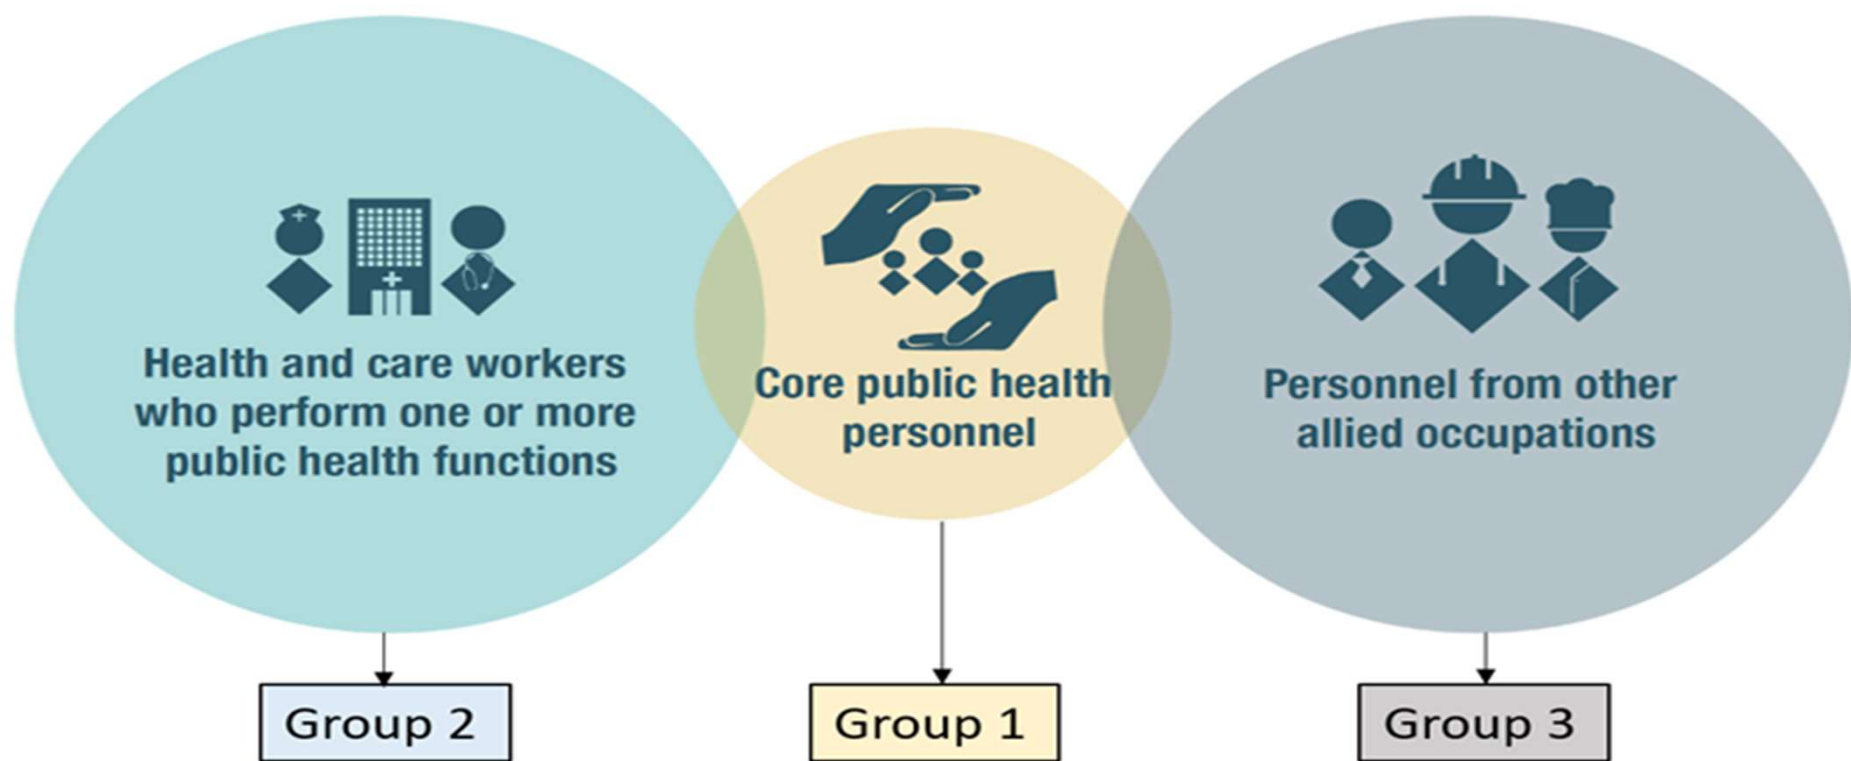 Health and care workers
who perform one or more
public health functions
Core public health
personnel
Personnel from other
allied occupations
Group 2
Group 1
Group 3